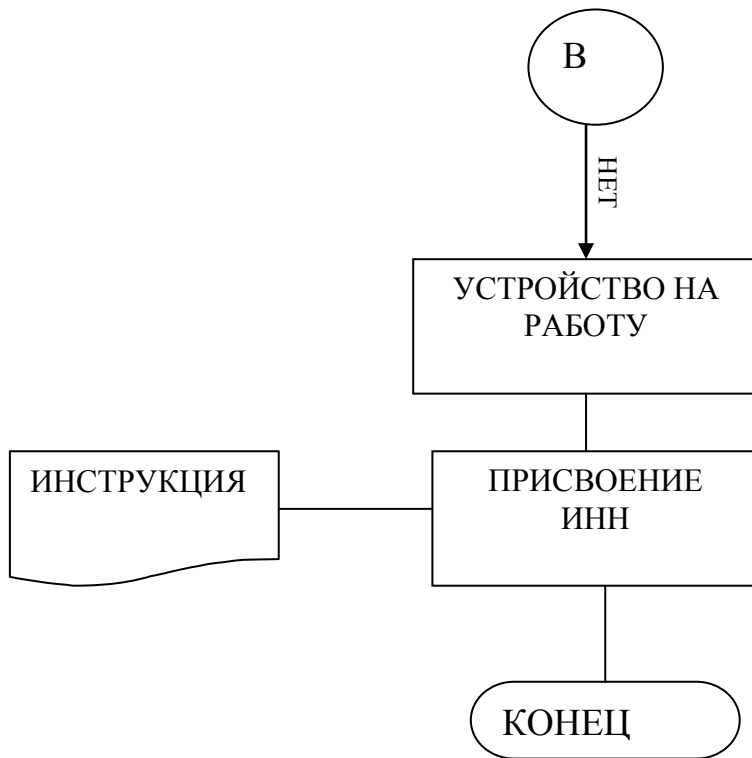 В
НЕТ
УСТРОЙСТВО НА
РАБОТУ
ИНСТРУКЦИЯ
ПРИСВОЕНИЕ
ИНН
КОНЕЦ